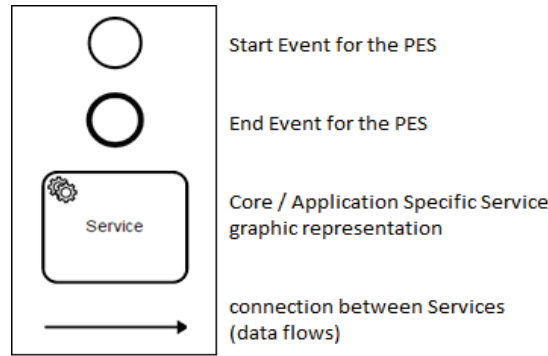 Start Event for the PES
End Event for the PES
Service
Core / Application Specific Service
graphic representation
connection between Services
(data flows)